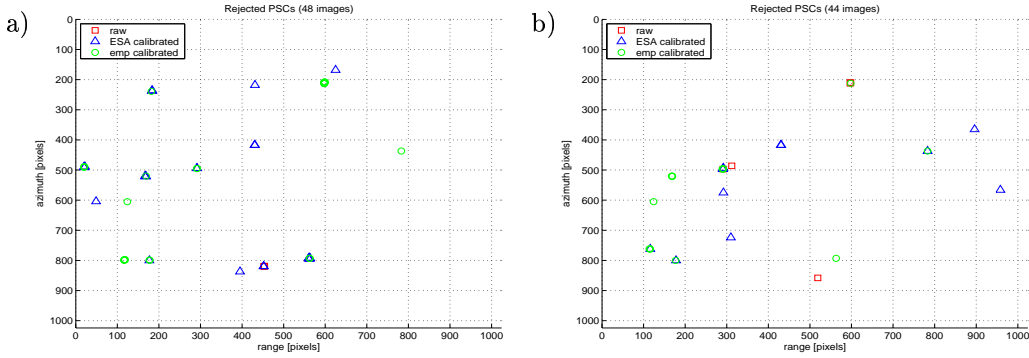 a)
Rejected PSCs (48 images)
raw
ESA calibrated
emp calibrated
azimuth [pixels]
0
100
200
300
400
500
600
700
800
900
1000
0 100 200 300 400 500 600 700 800 900 1000
range [pixels]
b)
Rejected PSCs (44 images)
raw
ESA calibrated
emp calibrated
azimuth [pixels]
0
100
200
300
400
500
600
700
800
900
1000
0 100 200 300 400 500 600 700 800 900 1000
range [pixels]